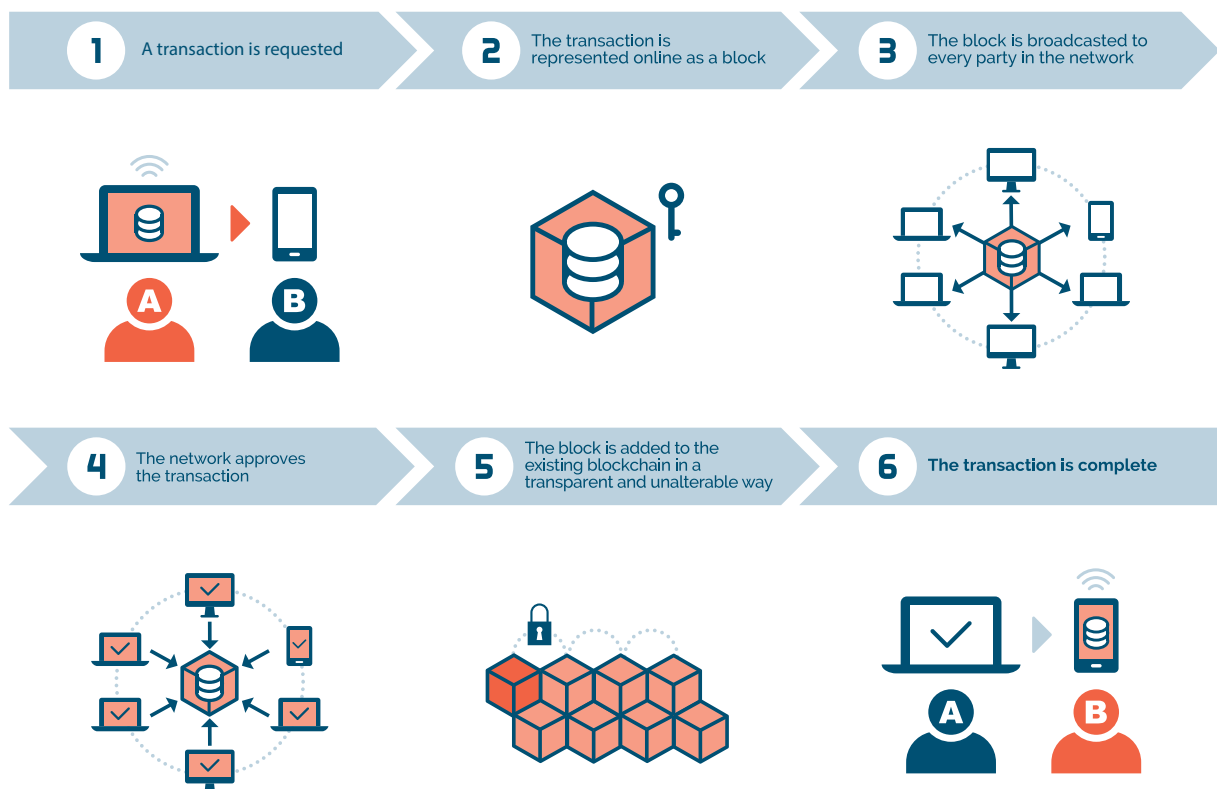 1
A transaction is requested
2
The transaction is
represented online as a block
3
The block is broadcasted to
every party in the network
A
B
4
The network approves
the transaction
5
The block is added to the
existing blockchain in a
transparent and unalterable way
6
The transaction is complete
A
B